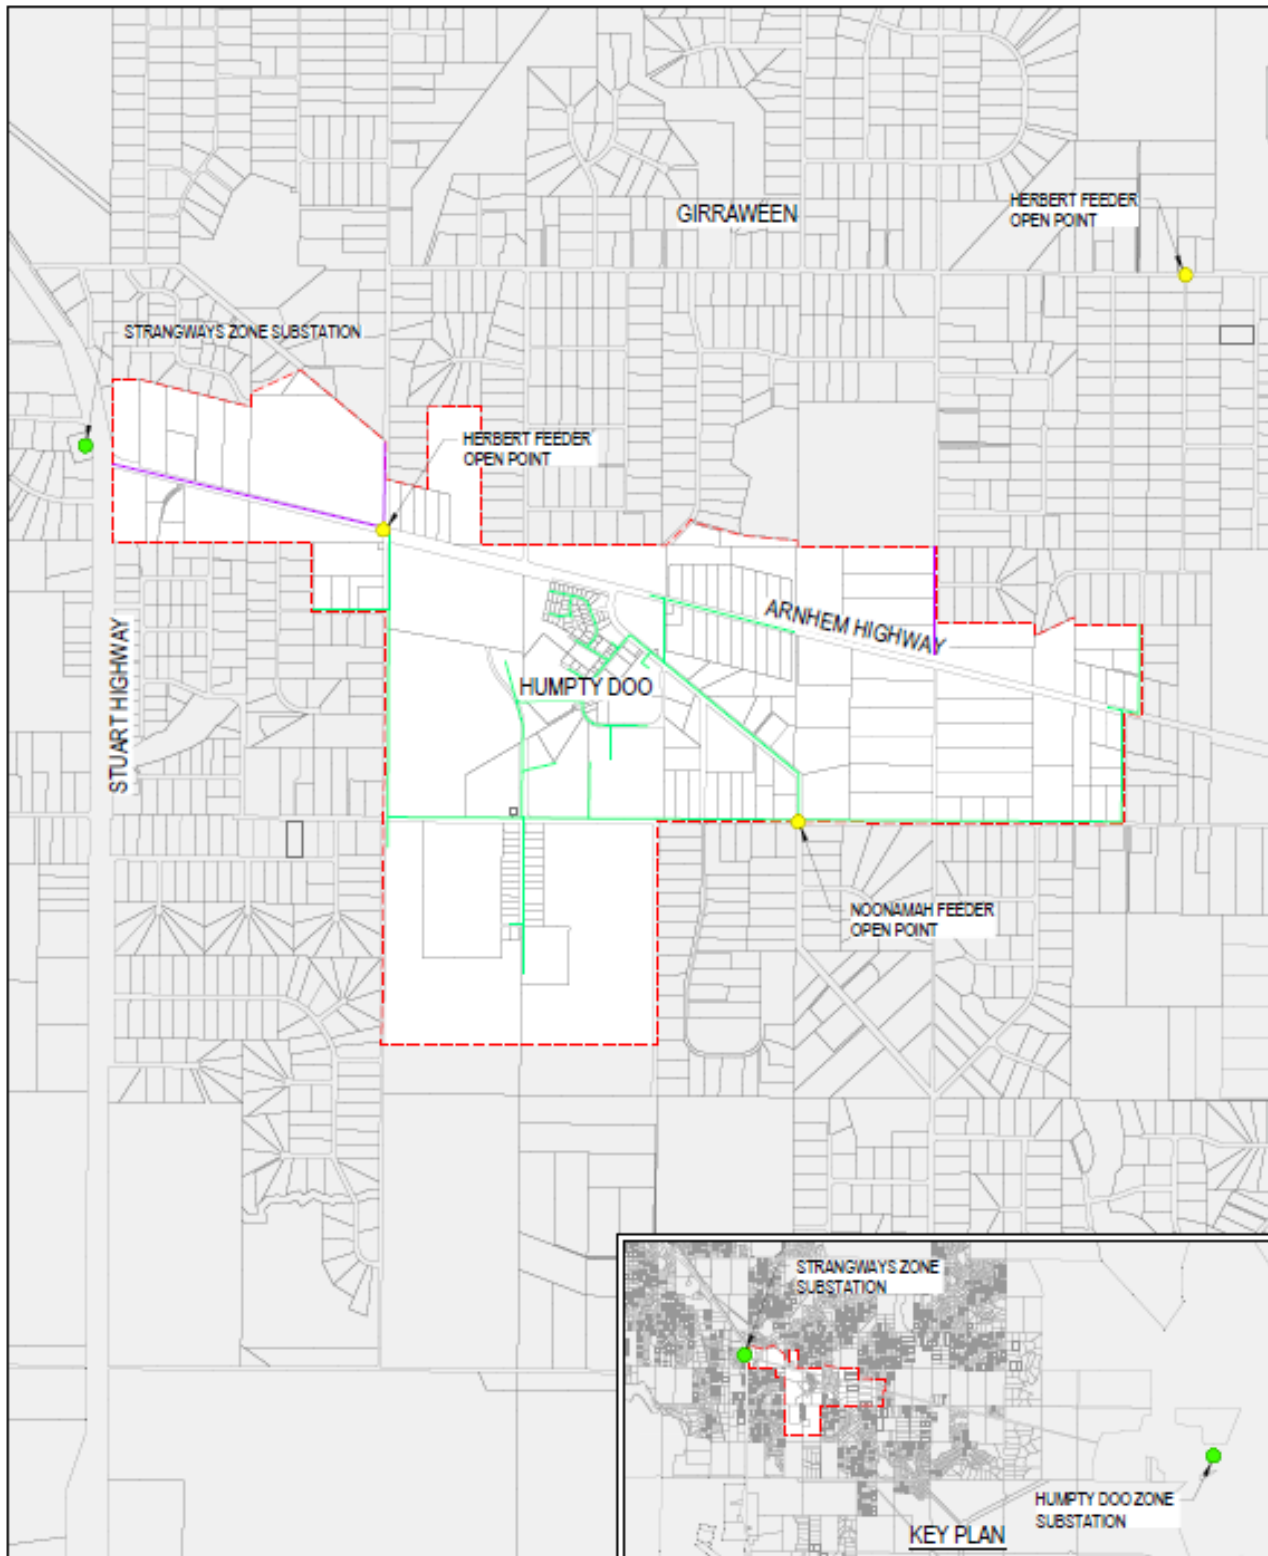 GIRRAWEEN
HERBERT FEEDER
OPEN POINT
STRANGWAYS ZONE SUBSTATION
HERBERT FEEDER
OPEN POINT
ARNHEM HIGHWAY
STUART HIGHWAY
HUMPTY DOO
NOONAMAH FEEDER
OPEN POINT
STRANGWAYS ZONE
SUBSTATION
HUMPTY DOO ZONE
SUBSTATION
KEY PLAN